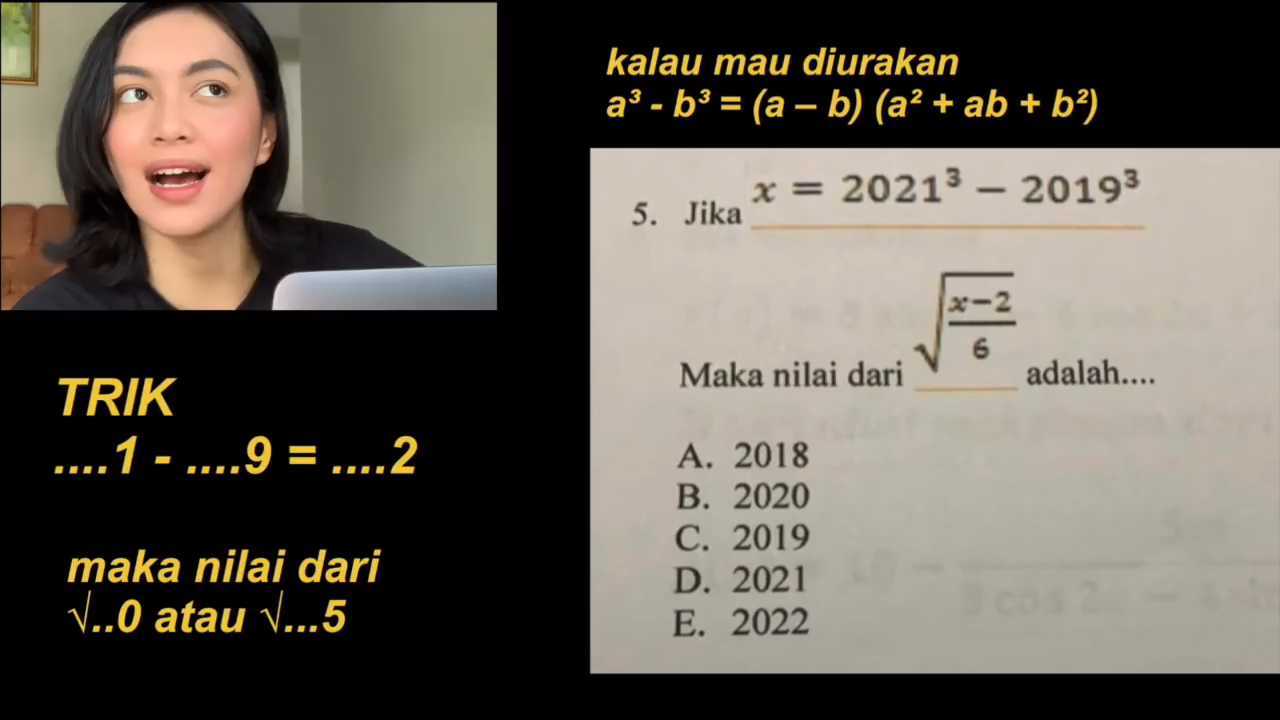 kalau mau diurakan
a³ - b³ = (a – b) (a² + ab + b²)
TRIK
....1 - ....9 = ....2
maka nilai dari
√..0 atau √...5
5. Jika x = 2021³ − 2019³
Maka nilai dari √(x−2)/6 adalah....
A. 2018
B. 2020
C. 2019
D. 2021
E. 2022